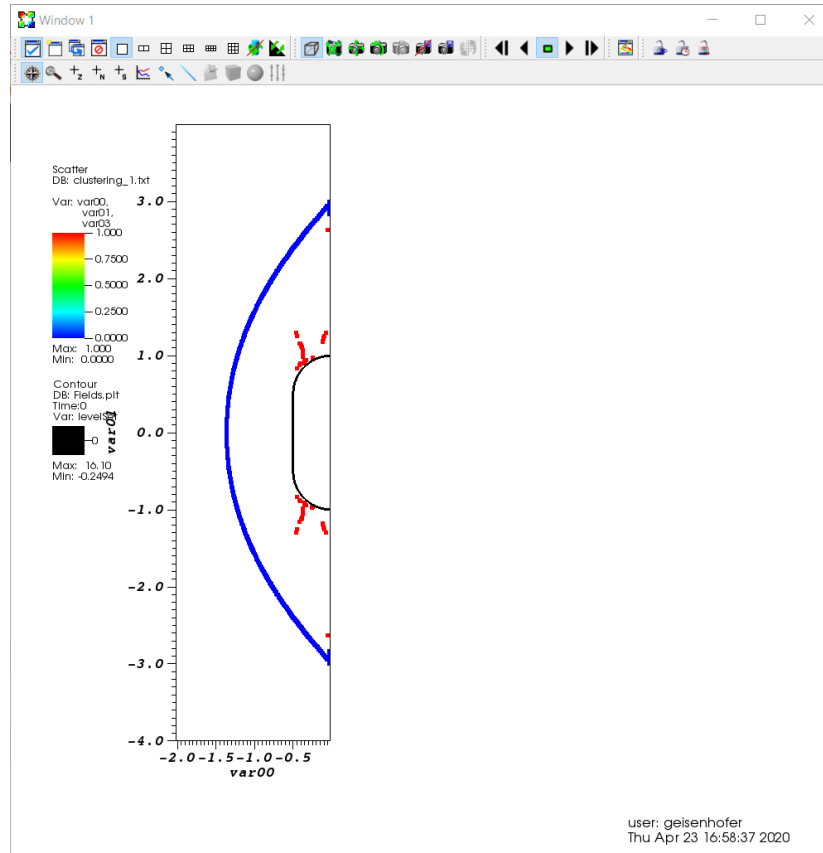 Window 1
Scatter
DB: clustering_1.txt
Var: var00,
var01,
var03
1.000
0.7500
0.5000
0.2500
0.0000
Max: 1.000
Min: 0.0000
Contour
DB: Fields.plt
Time:0
Var: levelSet
0
Max: 16.10
Min: -0.2494
var01
3.0
2.0
1.0
0.0
-1.0
-2.0
-3.0
-4.0
-2.0 -1.5 -1.0 -0.5
var00
user: geisenhofer
Thu Apr 23 16:58:37 2020